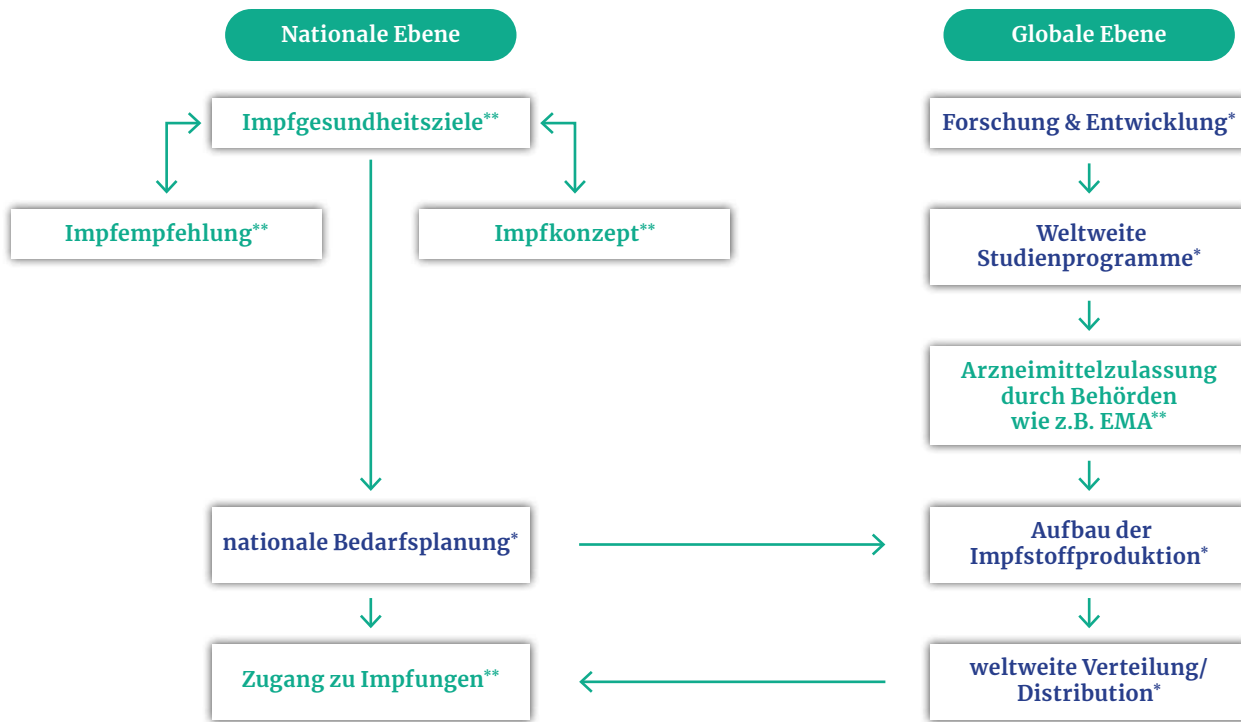 Nationale Ebene
Impfgesundheitsziele**
Impfempfehlung**
Impfkonzept**
nationale Bedarfsplanung*
Zugang zu Impfungen**
Globale Ebene
Forschung & Entwicklung*
Weltweite
Studienprogramme*
Arzneimittelzulassung
durch Behörden
wie z.B. EMA**
Aufbau der
Impfstoffproduktion*
weltweite Verteilung/
Distribution*